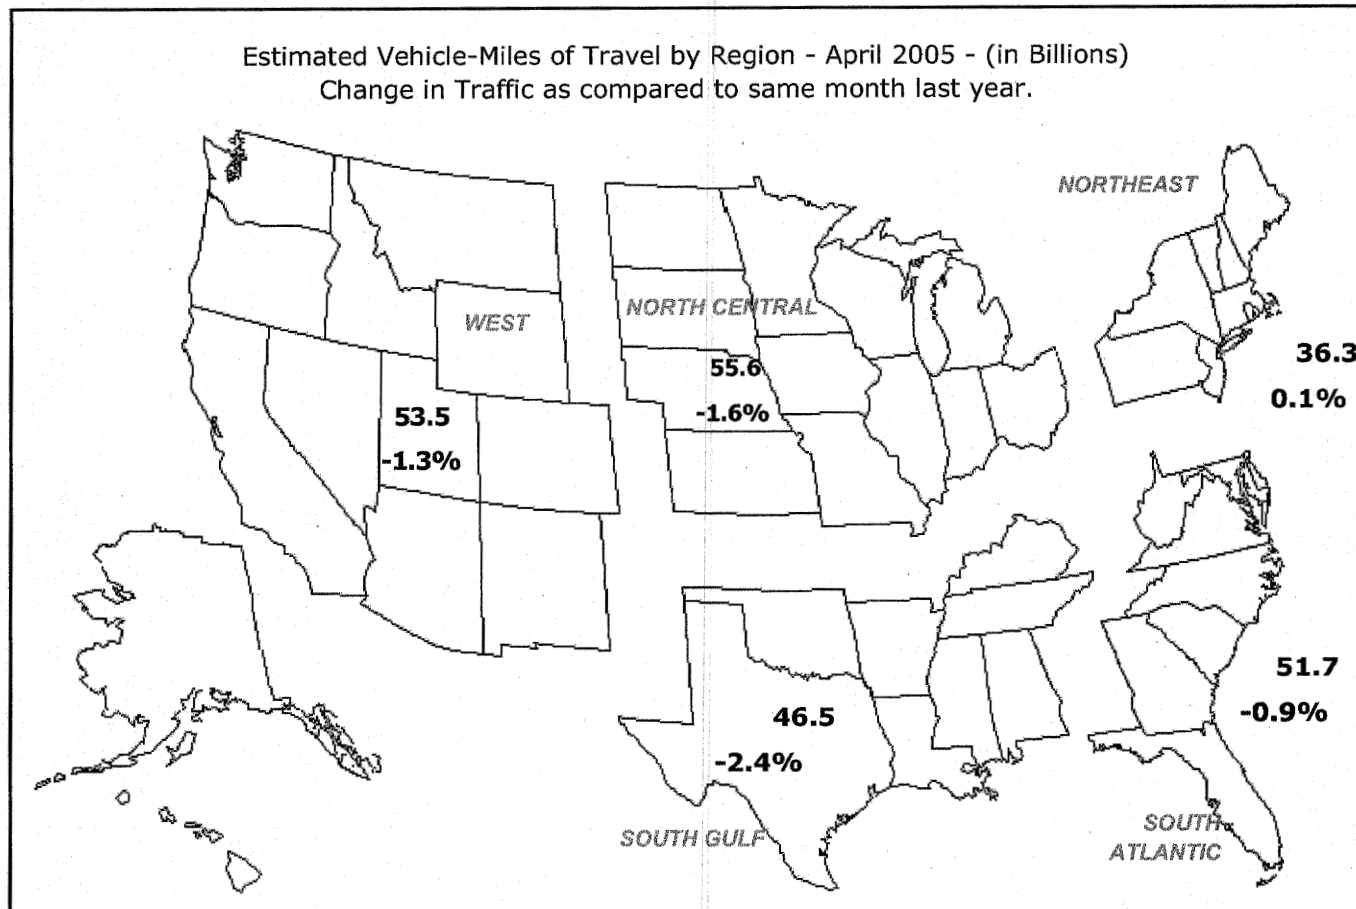 Estimated Vehicle-Miles of Travel by Region - April 2005 - (in Billions)
Change in Traffic as compared to same month last year.
NORTHEAST
36.3
0.1%
WEST
53.5
-1.3%
NORTH CENTRAL
55.6
-1.6%
46.5
-2.4%
SOUTH GULF
51.7
-0.9%
SOUTH
ATLANTIC